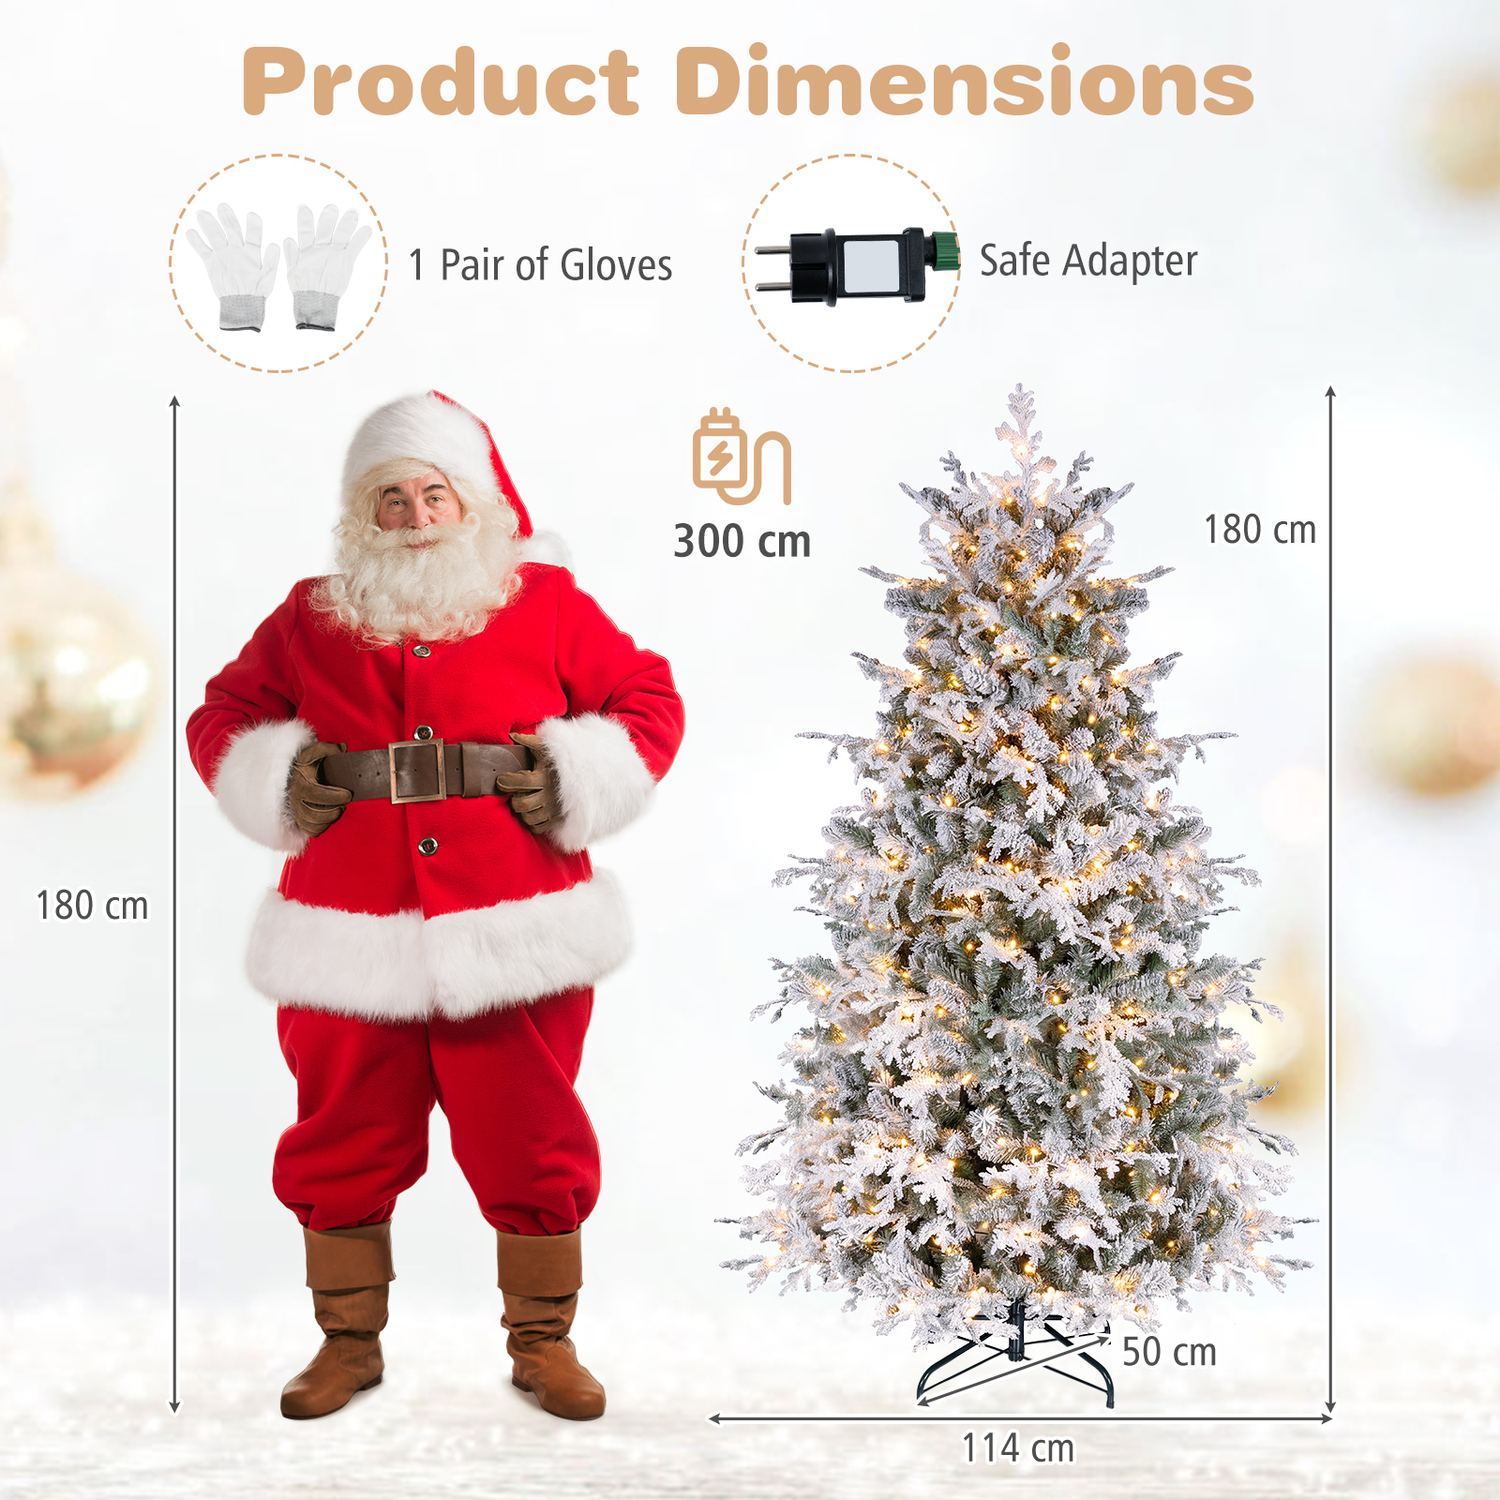 Product Dimensions
1 Pair of Gloves
Safe Adapter
300 cm
180 cm
180 cm
50 cm
114 cm